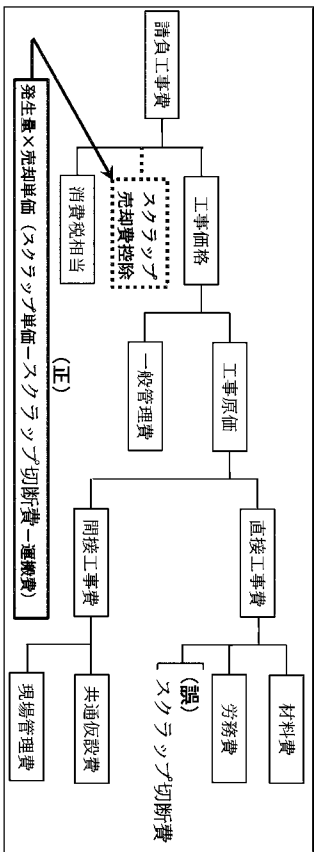 請負工事費
工事価格
スクラップ
売却費控除
消費税相当
工事原価
一般管理費
直接工事費
間接工事費
材料費
労務費
(誤)
スクラップ切断費
共通仮設費
現場管理費
(正)
発生量×売却単価(スクラップ単価－スクラップ切断費－運搬費)